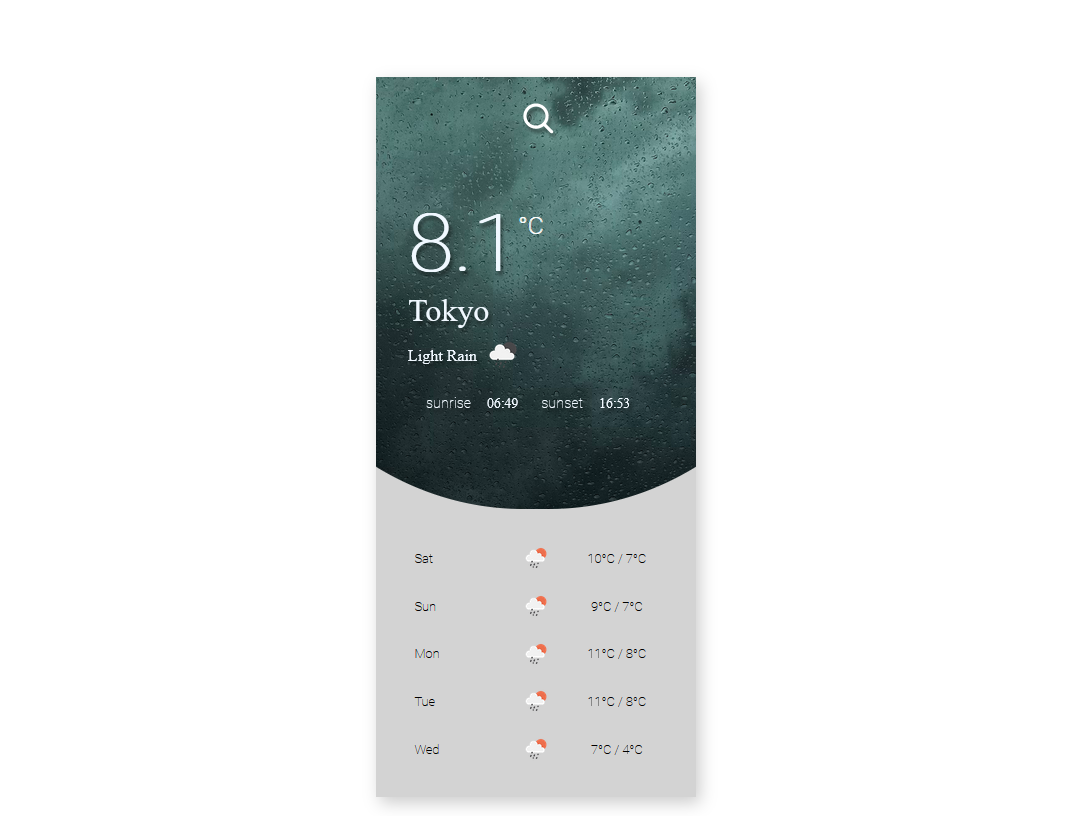 8.1 °C
Tokyo
Light Rain
sunrise 06:49 sunset 16:53
Sat 10°C / 7°C
Sun 9°C / 7°C
Mon 11°C / 8°C
Tue 11°C / 8°C
Wed 7°C / 4°C